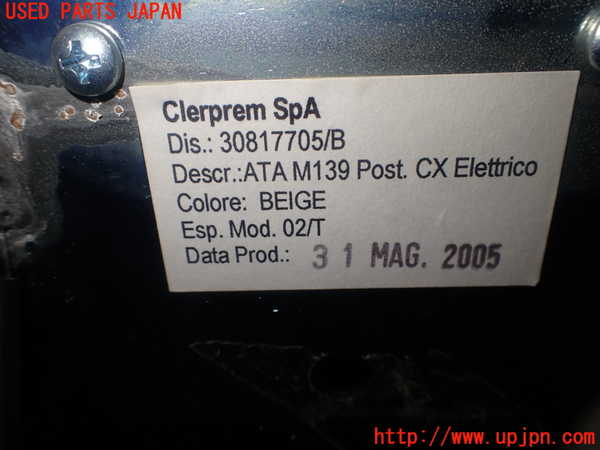 USED PARTS JAPAN
Clerprem SpA
Dis.: 30817705/B
Descr.:ATA M139 Post. CX Elettrico
Colore: BEIGE
Esp. Mod. 02/T
Data Prod.: 31 MAG. 2005
UPJ
http://www.upjpn.com/